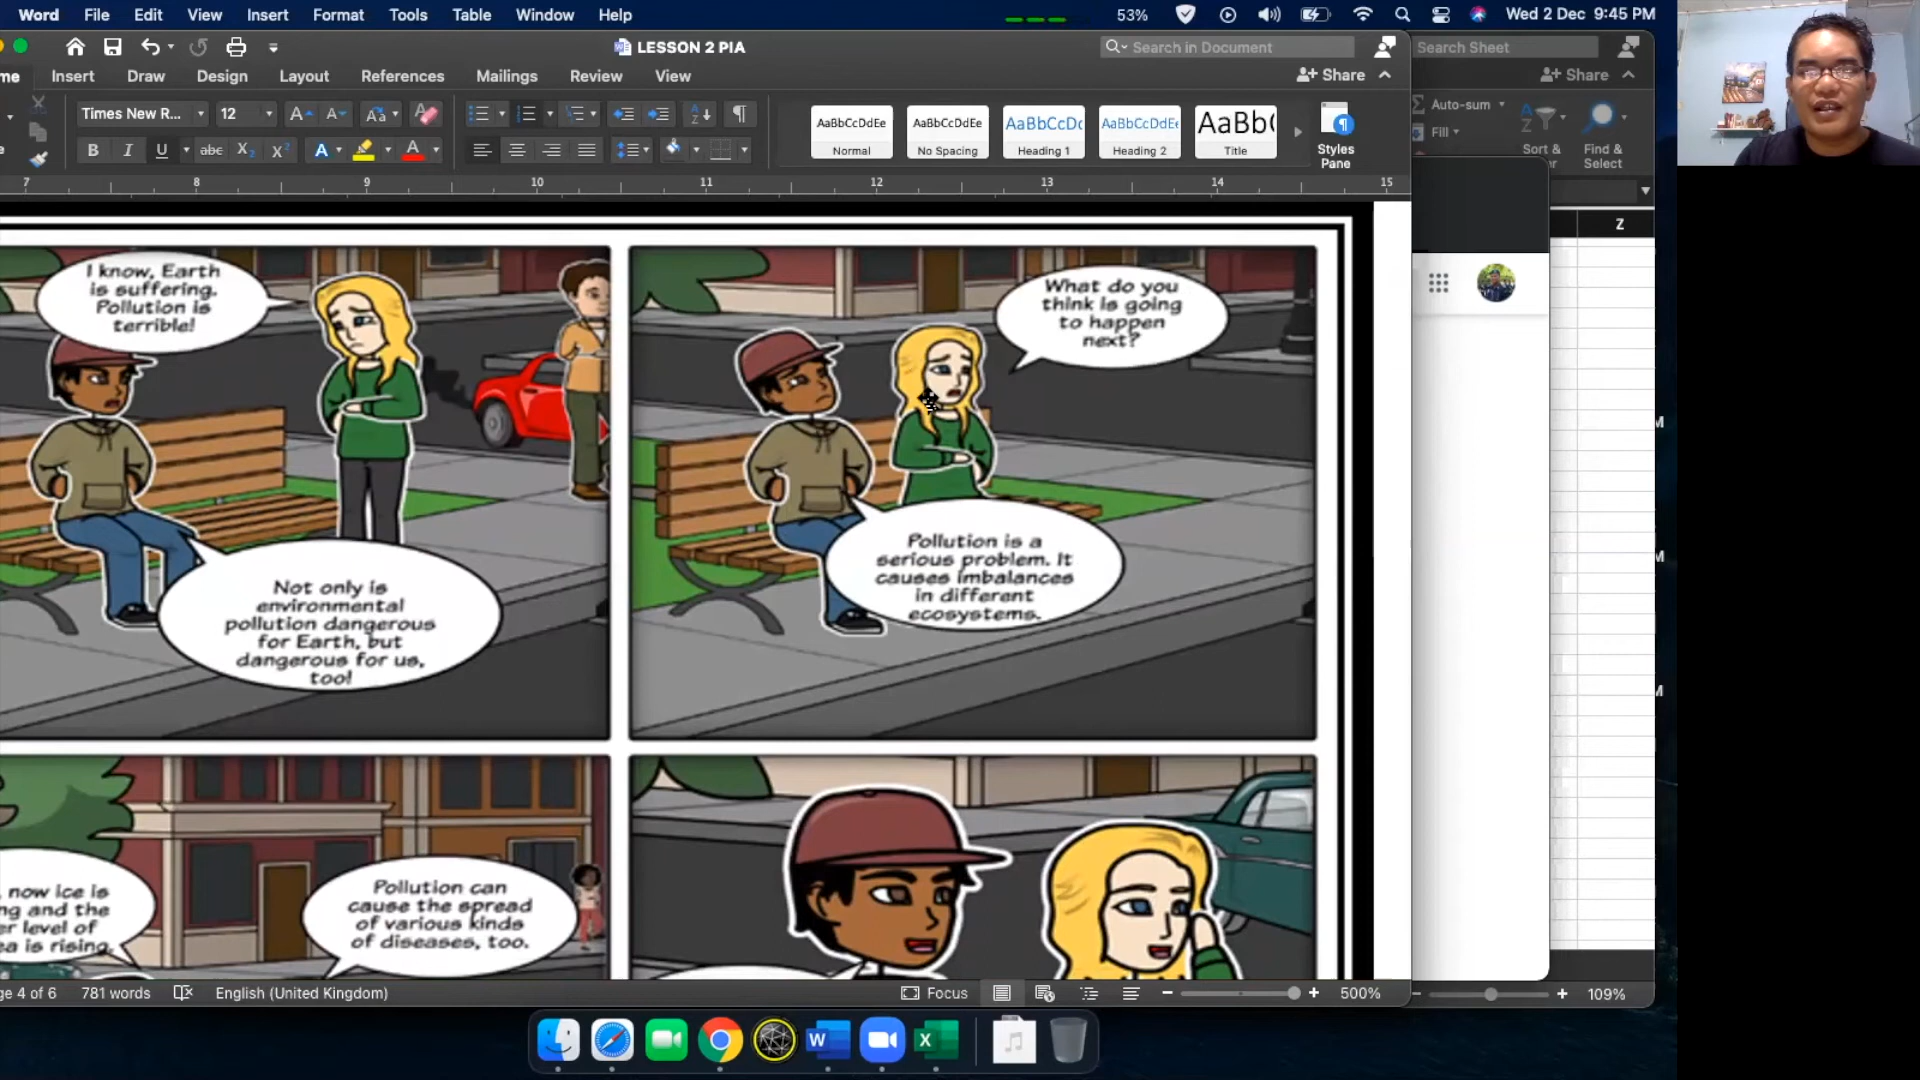 Word File Edit View Insert Format Tools Table Window Help 53% Wed 2 Dec 9:45 PM
LESSON 2 PIA
Search in Document
Search Sheet
me Insert Draw Design Layout References Mailings Review View
Share
Share
Times New R... 12
AaBbCcDdEe Normal
AaBbCcDdEe No Spacing
AaBbCcDc Heading 1
AaBbCcDdEe Heading 2
AaBb( Title
Styles Pane
Auto-sum
Fill
Sort &
Find & Select
7 8 9 10 11 12 13 14 15
Z
I know, Earth
is suffering.
Pollution is
terrible!
Not only is
environmental
pollution dangerous
for Earth, but
dangerous for us,
too!
What do you
think is going
to happen
next?
Pollution is a
serious problem. It
causes imbalances
in different
ecosystems.
, now ice is
ng and the
er level of
ea is rising.
Pollution can
cause the spread
of various kinds
of diseases, too.
M
M
M
ge 4 of 6 781 words English (United Kingdom) Focus 500%
109%